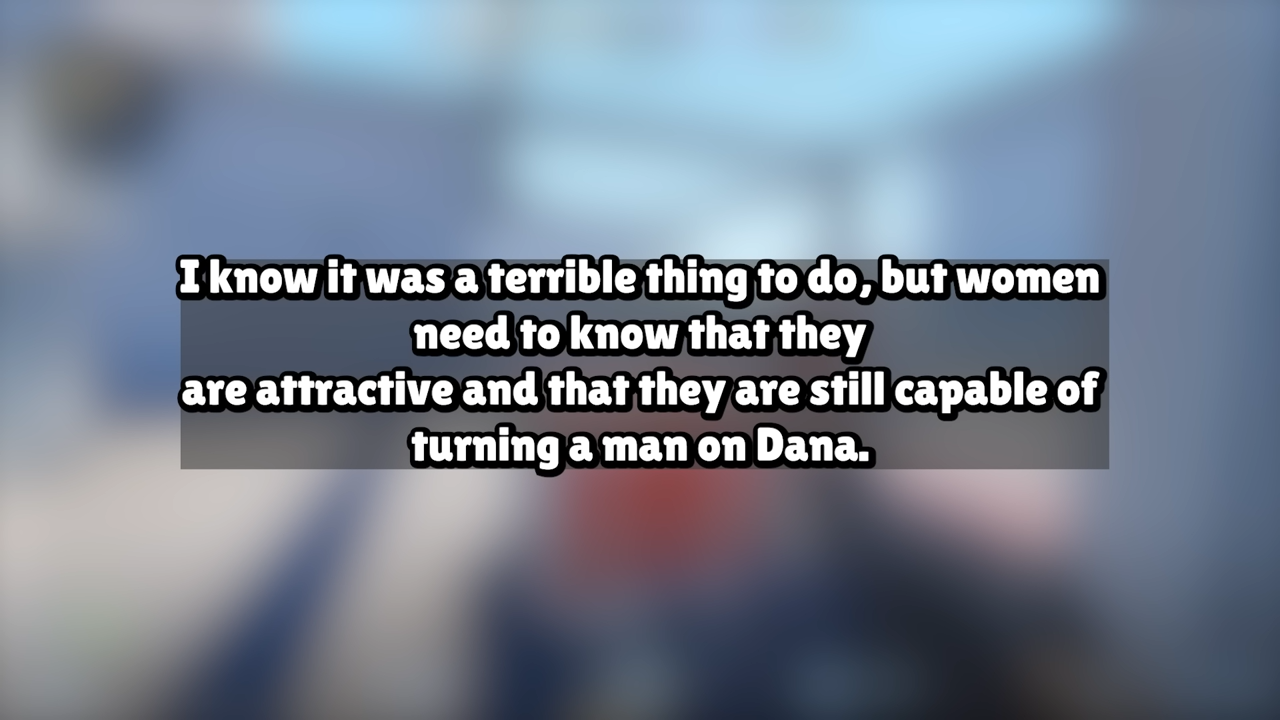 I know it was a terrible thing to do, but women
need to know that they
are attractive and that they are still capable of
turning a man on Dana.